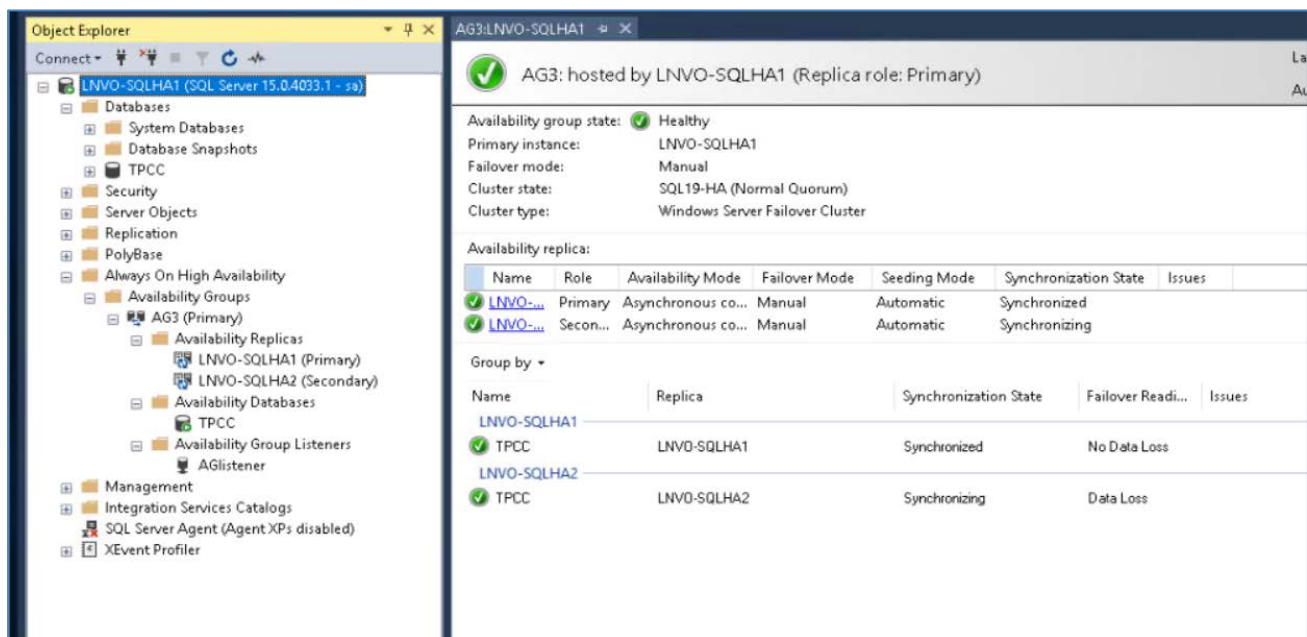 Object Explorer
Connect
LNVO-SQLHA1 (SQL Server 15.0.4033.1 - sa)
Databases
System Databases
Database Snapshots
TPCC
Security
Server Objects
Replication
PolyBase
Always On High Availability
Availability Groups
AG3 (Primary)
Availability Replicas
LNVO-SQLHA1 (Primary)
LNVO-SQLHA2 (Secondary)
Availability Databases
TPCC
Availability Group Listeners
AGlistener
Management
Integration Services Catalogs
SQL Server Agent (Agent XPs disabled)
XEvent Profiler
AG3:LNVO-SQLHA1
La
AG3: hosted by LNVO-SQLHA1 (Replica role: Primary)
Au
Availability group state: Healthy
Primary instance: LNVO-SQLHA1
Failover mode: Manual
Cluster state: SQL19-HA (Normal Quorum)
Cluster type: Windows Server Failover Cluster
Availability replica:
Name Role Availability Mode Failover Mode Seeding Mode Synchronization State Issues
LNVO-... Primary Asynchronous co... Manual Automatic Synchronized
LNVO-... Secon... Asynchronous co... Manual Automatic Synchronizing
Group by
Name Replica Synchronization State Failover Readi... Issues
LNVO-SQLHA1
TPCC LNVO-SQLHA1 Synchronized No Data Loss
LNVO-SQLHA2
TPCC LNVO-SQLHA2 Synchronizing Data Loss